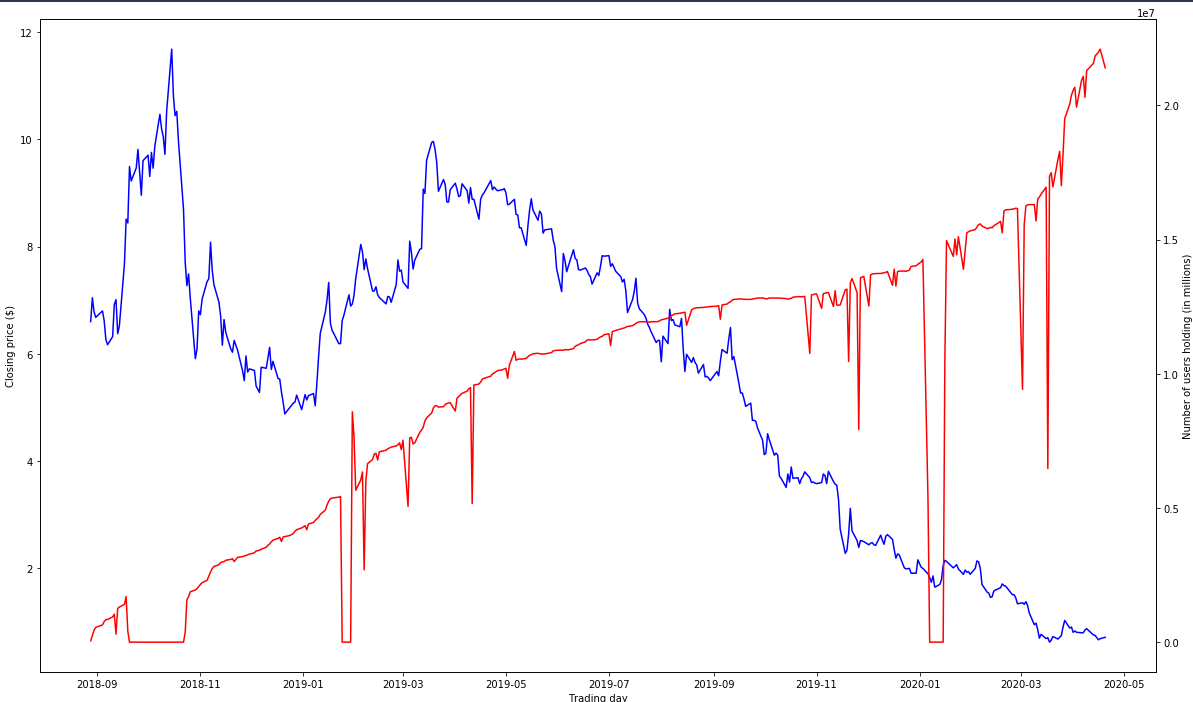 1e7
12
10
8
6
4
2
Closing price ($)
2.0
1.5
1.0
0.5
0.0
Number of users holding (in millions)
2018-09 2018-11 2019-01 2019-03 2019-05 2019-07 2019-09 2019-11 2020-01 2020-03 2020-05
Trading day